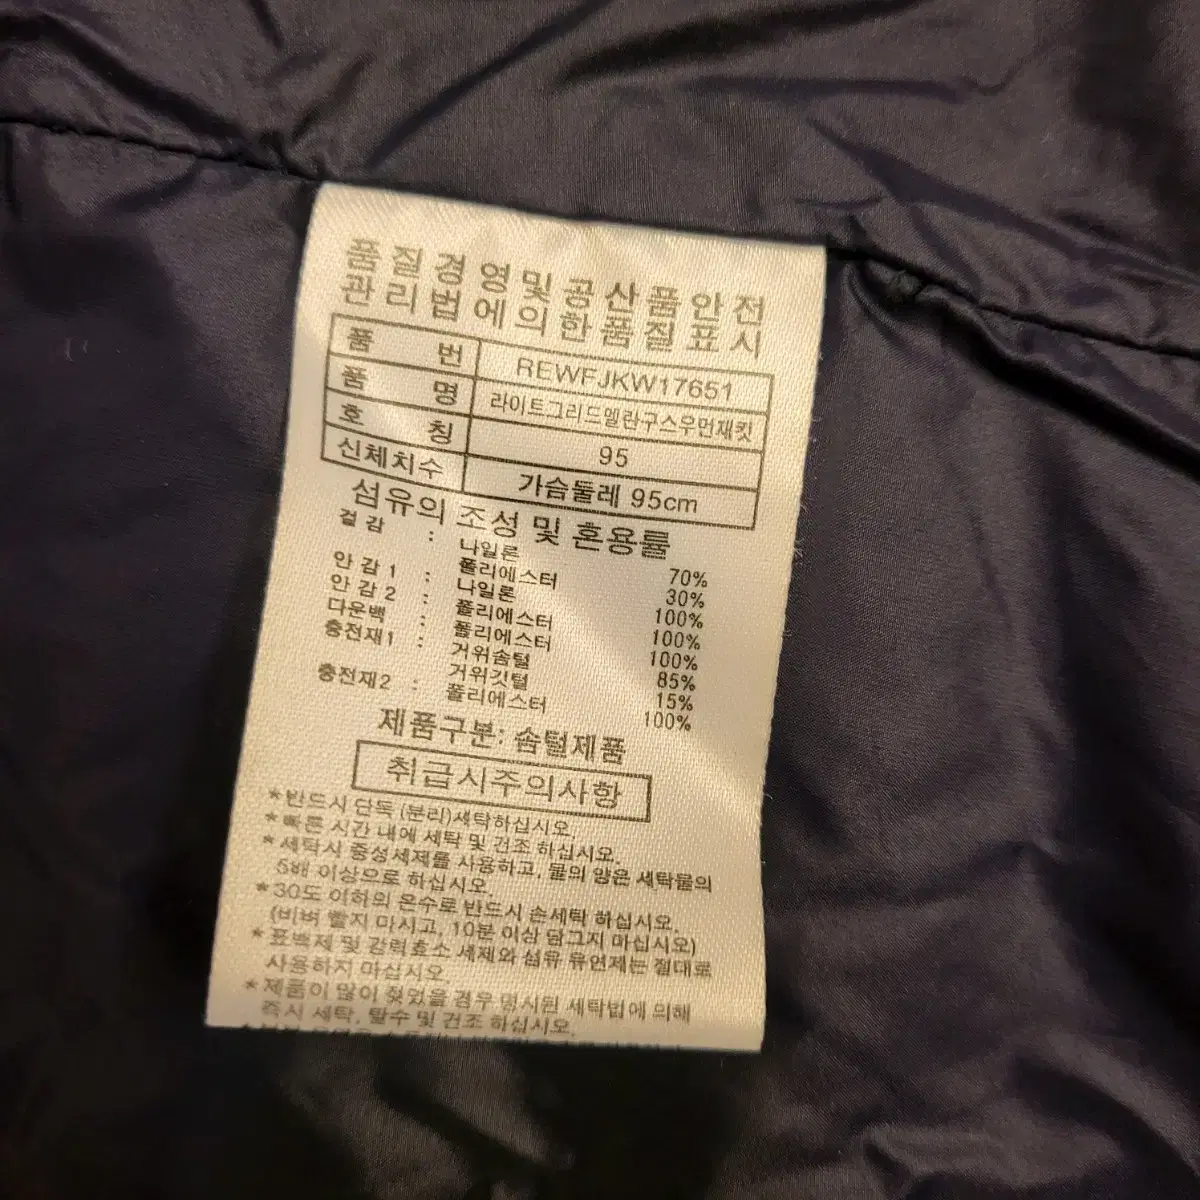 품질경영및공산품안전
관리법에의한품질표시
품 번 REWFJKW17651
품 명 라이트그리드멜란구스우먼재킷
호 칭 95
신체치수 가슴둘레 95cm
섬유의 조성 및 혼용률
겉감 : 나일론 70%
폴리에스터 30%
안감1 : 나일론 100%
안감2 : 폴리에스터 100%
다운백 : 폴리에스터 100%
충전재1 : 거위솜털 85%
거위깃털 15%
충전재2 : 폴리에스터 100%
제품구분: 솜털제품
취급시주의사항
*반드시 단독 (분리)세탁하십시오.
*빠른 시간 내에 세탁 및 건조 하십시오.
*세탁시 중성세제를 사용하고, 물의 양은 세탁물의
5배 이상으로 하십시오.
*30도 이하의 온수로 반드시 손세탁 하십시오.
(비벼 빨지 마시고, 10분 이상 담그지 마십시오)
*표백제 및 강력효소 세제와 섬유 유연제는 절대로
사용하지 마십시오.
*제품이 많이 젖었을 경우 명시된 세탁법에 의해
즉시 세탁, 탈수 및 건조 하십시오.